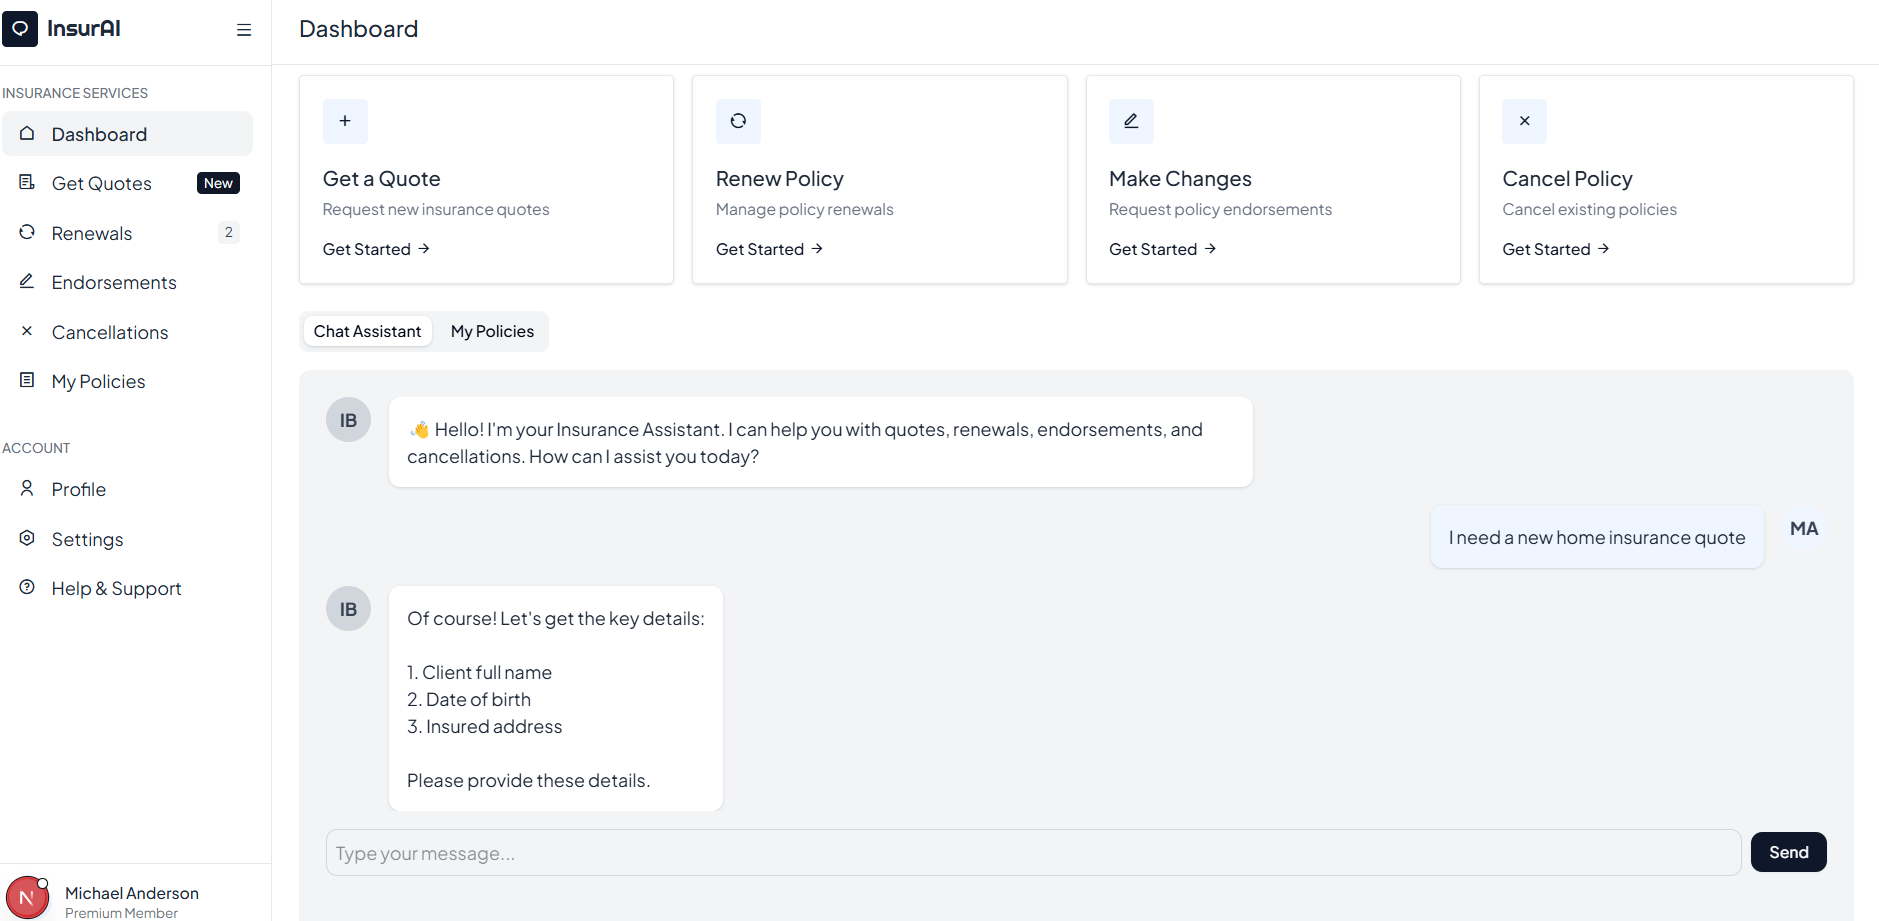 InsurAI
INSURANCE SERVICES
Dashboard
Get Quotes
New
Renewals
2
Endorsements
Cancellations
My Policies
ACCOUNT
Profile
Settings
Help & Support
N
Michael Anderson
Premium Member
Dashboard
Get a Quote
Request new insurance quotes
Get Started →
Renew Policy
Manage policy renewals
Get Started →
Make Changes
Request policy endorsements
Get Started →
Cancel Policy
Cancel existing policies
Get Started →
Chat Assistant
My Policies
IB
👋 Hello! I'm your Insurance Assistant. I can help you with quotes, renewals, endorsements, and
cancellations. How can I assist you today?
I need a new home insurance quote
MA
IB
Of course! Let's get the key details:
1. Client full name
2. Date of birth
3. Insured address
Please provide these details.
Type your message...
Send